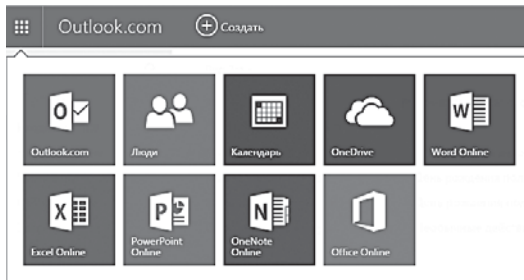 Outlook.com Создать
Outlook.com Люди Календарь OneDrive Word Online
Excel Online PowerPoint Online OneNote Online Office Online